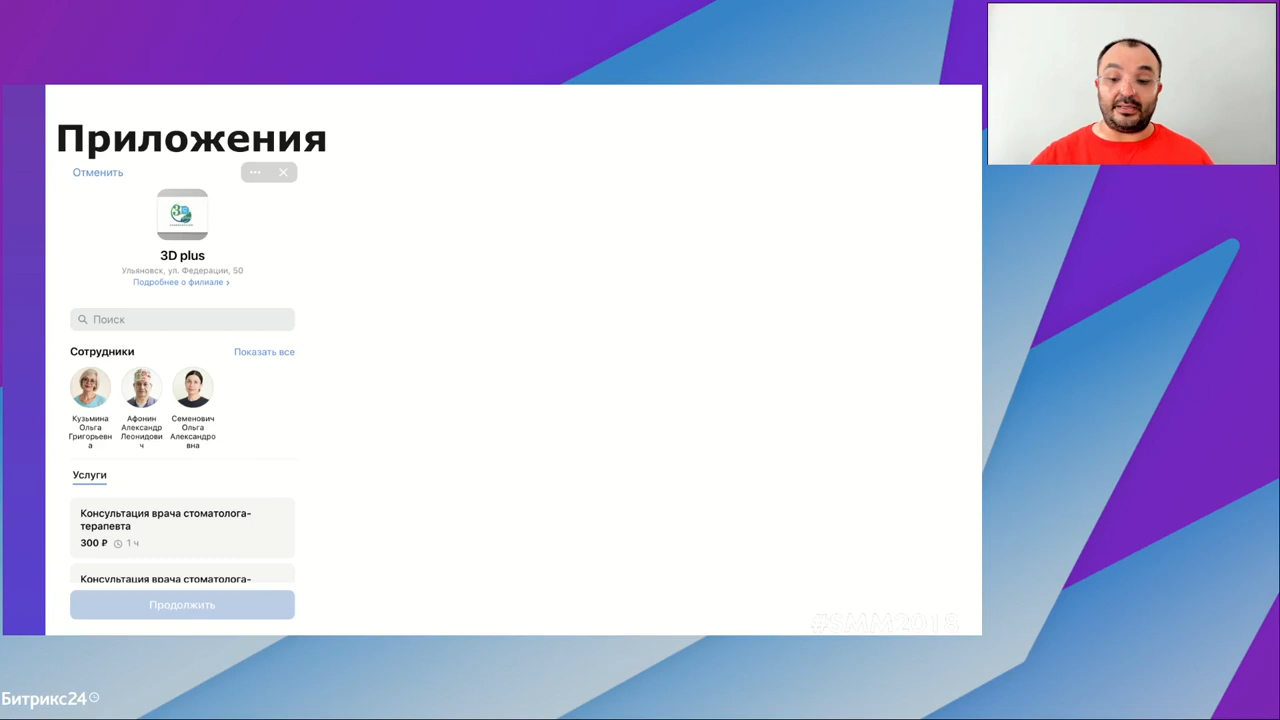 Приложения
Отменить
3D plus
Ульяновск, ул. Федерации, 50
Подробнее о филиале ›
Поиск
Сотрудники
Показать все
Кузьмина
Ольга
Григорьевн
а
Афонин
Александр
Леонидови
ч
Семенович
Ольга
Александро
вна
Услуги
Консультация врача стоматолога-
терапевта
300 ₽ 1 ч
Консультация врача стоматолога-
Продолжить
#SMM2018
Битрикс24